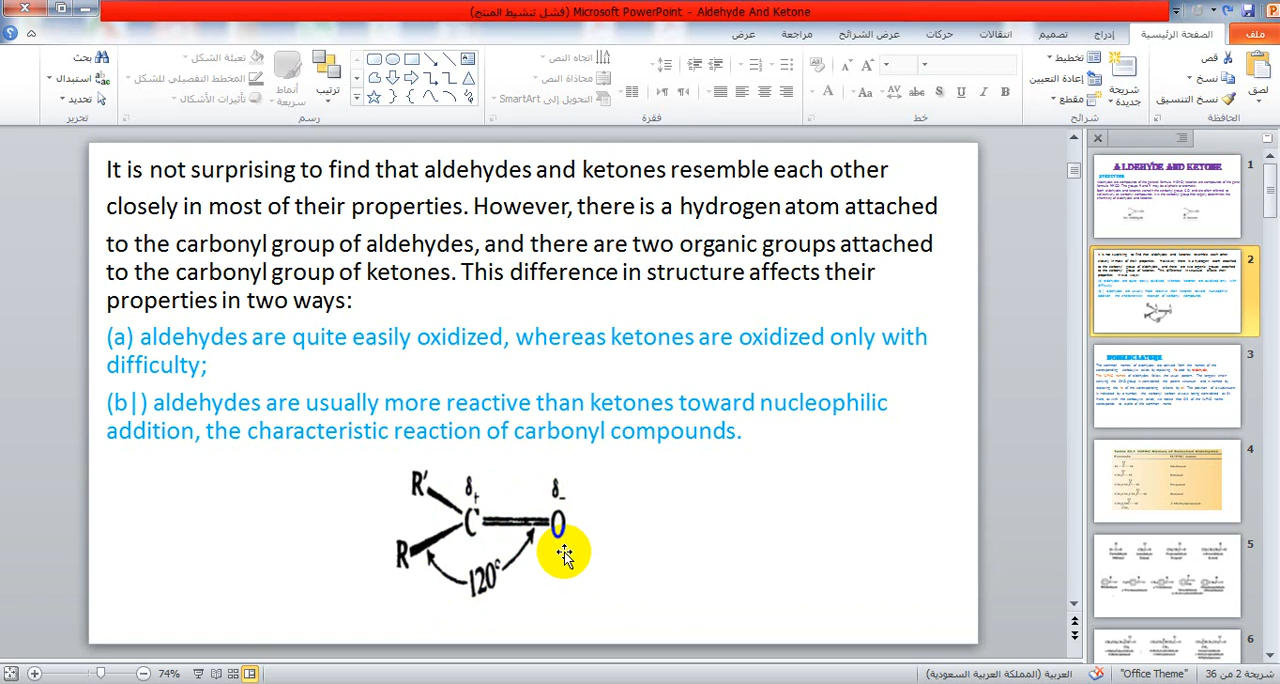 Aldehyde And Ketone - Microsoft PowerPoint (فشل تنشيط المنتج)
ملف
الصفحة الرئيسية
إدراج
تصميم
انتقالات
حركات
عرض الشرائح
مراجعة
عرض
لصق
قص
نسخ
نسخ التنسيق
الحافظة
شريحة جديدة
تخطيط
إعادة التعيين
مقطع
شرائح
خط
اتجاه النص
محاذاة النص
التحويل إلى SmartArt
فقرة
ترتيب
أنماط سريعة
تعبئة الشكل
المخطط التفصيلي للشكل
تأثيرات الأشكال
رسم
بحث
استبدال
تحديد
تحرير
It is not surprising to find that aldehydes and ketones resemble each other
closely in most of their properties. However, there is a hydrogen atom attached
to the carbonyl group of aldehydes, and there are two organic groups attached
to the carbonyl group of ketones. This difference in structure affects their
properties in two ways:
(a) aldehydes are quite easily oxidized, whereas ketones are oxidized only with
difficulty;
(b|) aldehydes are usually more reactive than ketones toward nucleophilic
addition, the characteristic reaction of carbonyl compounds.
R' δ+ δ-
C O
R
120°
1
ALDEHYDE AND KETONE
2
3
NOMENCLATURE
4
5
6
شريحة 2 من 36
"Office Theme"
العربية (المملكة العربية السعودية)
74%